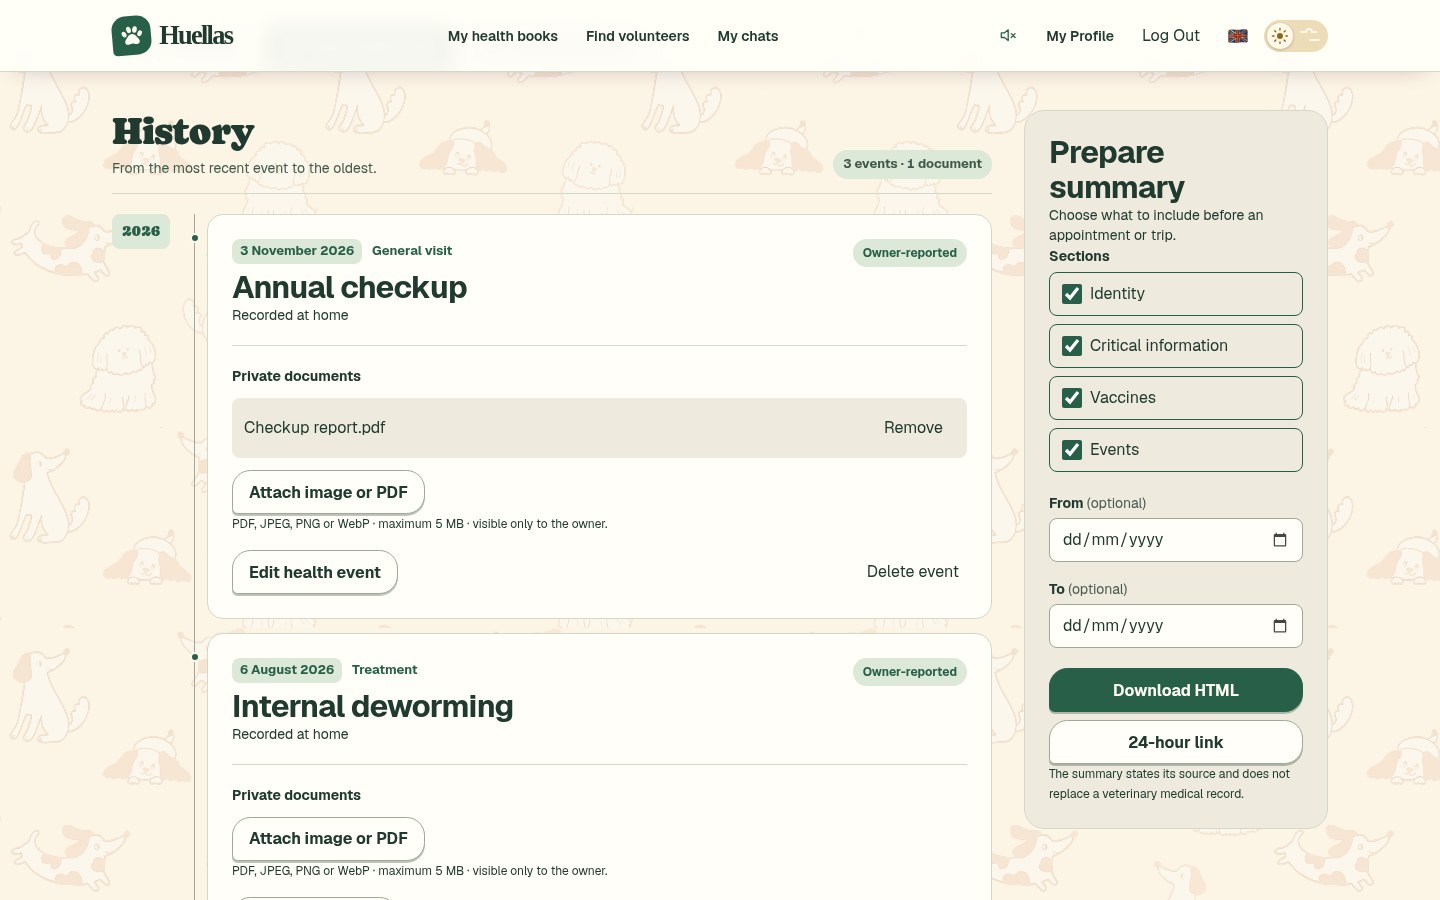 Huellas
My health books
Find volunteers
My chats
My Profile
Log Out
History
From the most recent event to the oldest.
3 events · 1 document
2026
3 November 2026
General visit
Owner-reported
Annual checkup
Recorded at home
Private documents
Checkup report.pdf
Remove
Attach image or PDF
PDF, JPEG, PNG or WebP · maximum 5 MB · visible only to the owner.
Edit health event
Delete event
6 August 2026
Treatment
Owner-reported
Internal deworming
Recorded at home
Private documents
Attach image or PDF
PDF, JPEG, PNG or WebP · maximum 5 MB · visible only to the owner.
Prepare
summary
Choose what to include before an
appointment or trip.
Sections
Identity
Critical information
Vaccines
Events
From (optional)
dd/mm/yyyy
To (optional)
dd/mm/yyyy
Download HTML
24-hour link
The summary states its source and does not
replace a veterinary medical record.